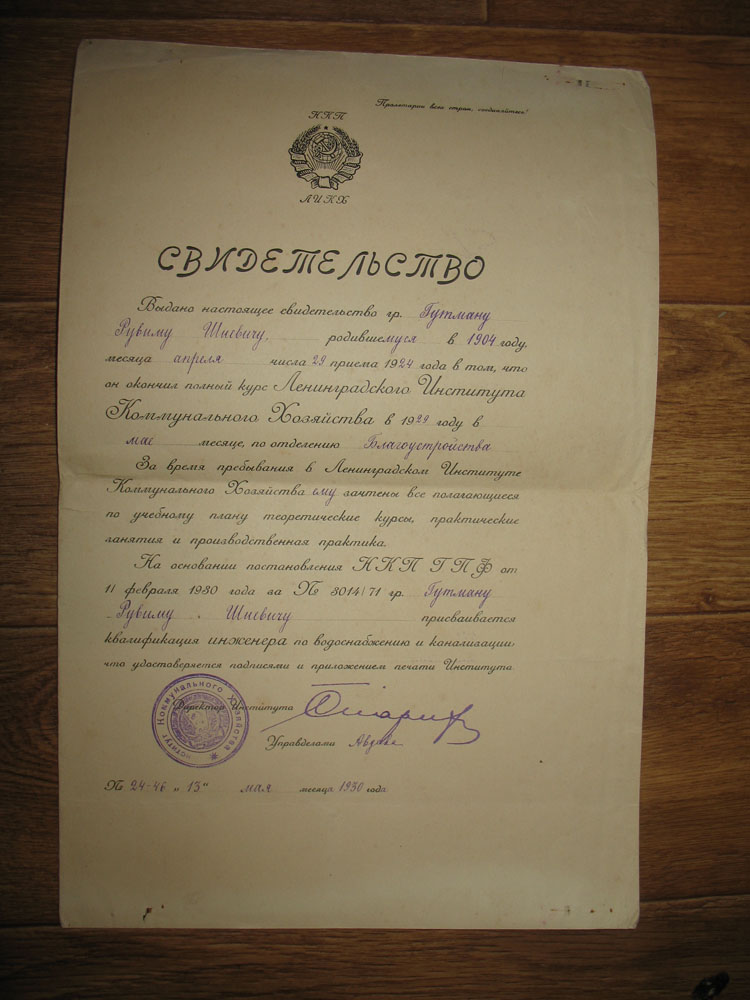 Пролетарии всех стран, соединяйтесь!
НКП
ЛИКХ
СВИДЕТЕЛЬСТВО
Выдано настоящее свидетельство гр. Гутману
Рувиму Шневичу, родившемуся в 1904 году,
месяца апреля числа 29 приема 1924 года в том, что
он окончил полный курс Ленинградского Института
Коммунального Хозяйства в 1929 году в
мае месяце, по отделению Благоустройства
За время пребывания в Ленинградском Институте
Коммунального Хозяйства ему зачтены все полагающиеся
по учебному плану теоретические курсы, практические
занятия и производственная практика.
На основании постановления НКП ГПФ от
11 февраля 1930 года за № 3014/71 гр. Гутману
Рувиму Шневичу присваивается
квалификация инженера по водоснабжению и канализации
что удостоверяется подписями и приложением печати Института.
Директор Института
Управделами
№ 24-46 „13" мая месяца 1930 года
Коммунального Хозяйства